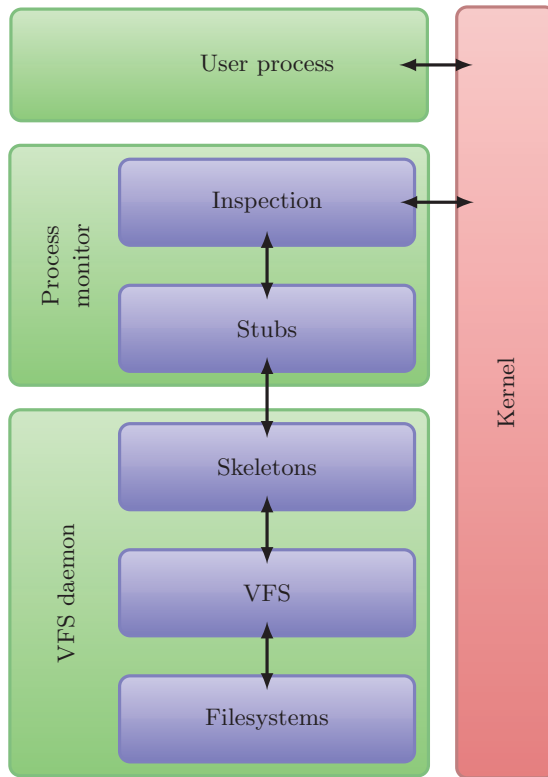 User process
Process
monitor
Inspection
Stubs
Kernel
VFS daemon
Skeletons
VFS
Filesystems